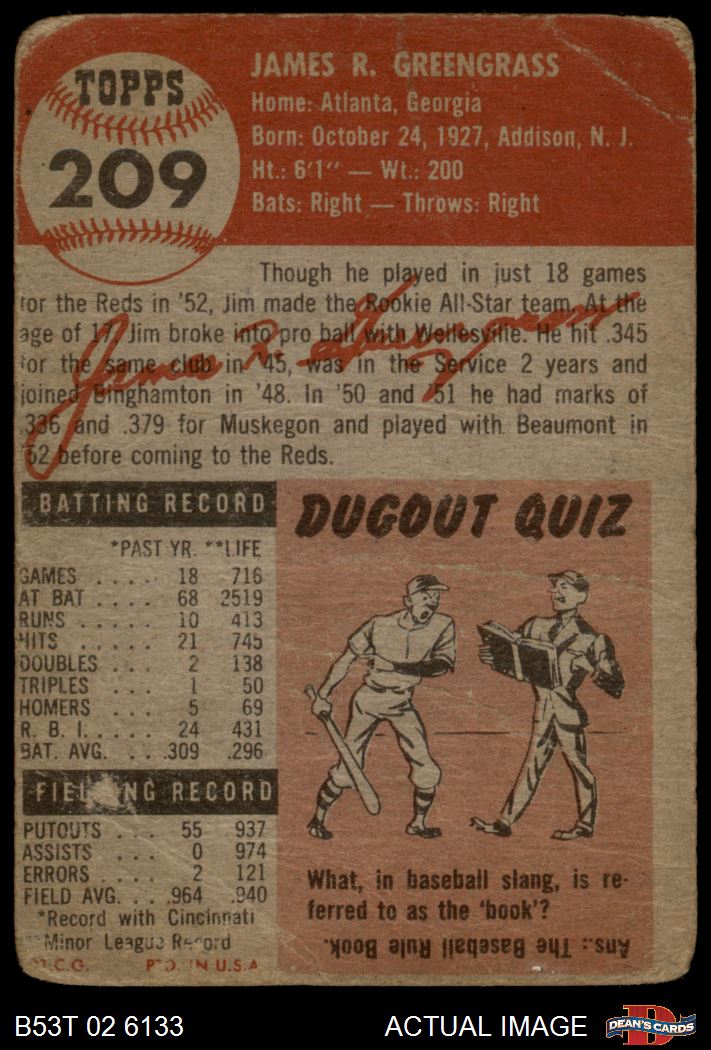 TOPPS
209
JAMES R. GREENGRASS
Home: Atlanta, Georgia
Born: October 24, 1927, Addison, N. J.
Ht.: 6'1" — Wt.: 200
Bats: Right — Throws: Right
Though he played in just 18 games
for the Reds in '52, Jim made the Rookie All-Star team. At the
age of 17, Jim broke into pro ball with Wellesville. He hit .345
for the same club in '45, was in the Service 2 years and
joined Binghamton in '48. In '50 and '51 he had marks of
.336 and .379 for Muskegon and played with Beaumont in
'52 before coming to the Reds.
James R. Greengrass
BATTING RECORD
*PAST YR. **LIFE
GAMES . . . . 18 716
AT BAT . . . . 68 2519
RUNS . . . . 10 413
HITS . . . . 21 745
DOUBLES . . . 2 138
TRIPLES . . . 1 50
HOMERS . . . 5 69
R. B. I. . . . . 24 431
BAT. AVG. . . .309 .296
FIELDING RECORD
PUTOUTS . . . 55 937
ASSISTS . . . 0 974
ERRORS . . . 2 121
FIELD AVG. . . .964 .940
*Record with Cincinnati
**Minor League Record
T.C.G. PTD. IN U.S.A.
DUGOUT QUIZ
What, in baseball slang, is re-
ferred to as the 'book'?
Ans.: The Baseball Rule Book.
B53T 02 6133
ACTUAL IMAGE
DEAN'S CARDS